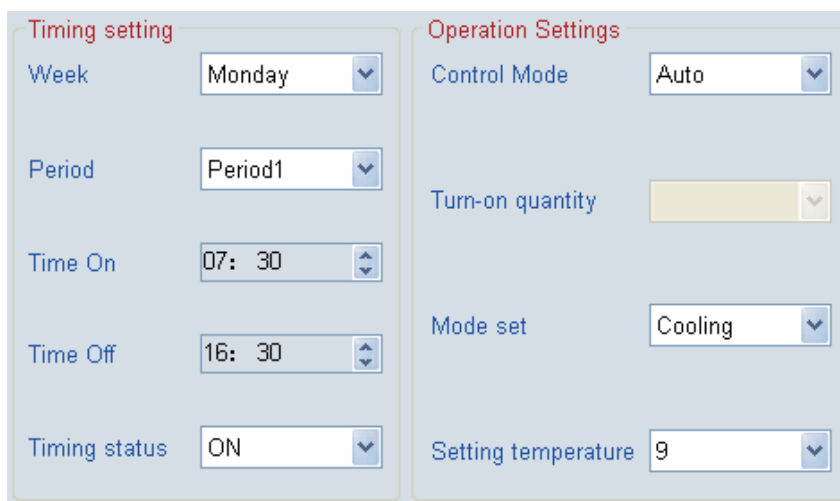 Timing setting
Week Monday
Period Period1
Time On 07: 30
Time Off 16: 30
Timing status ON
Operation Settings
Control Mode Auto
Turn-on quantity
Mode set Cooling
Setting temperature 9